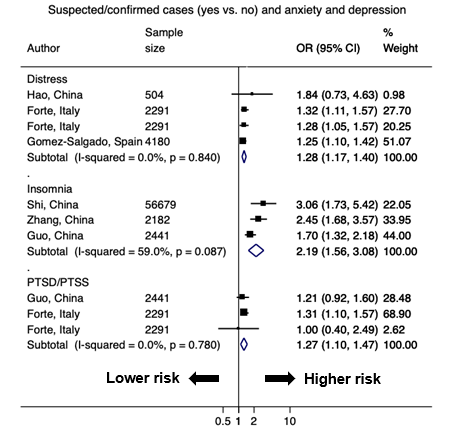 Suspected/confirmed cases (yes vs. no) and anxiety and depression
Sample %
Author size OR (95% CI) Weight
Distress
Hao, China 504 1.84 (0.73, 4.63) 0.98
Forte, Italy 2291 1.32 (1.11, 1.57) 27.70
Forte, Italy 2291 1.28 (1.05, 1.57) 20.25
Gomez-Salgado, Spain 4180 1.25 (1.10, 1.42) 51.07
Subtotal (I-squared = 0.0%, p = 0.840) 1.28 (1.17, 1.40) 100.00
.
Insomnia
Shi, China 56679 3.06 (1.73, 5.42) 22.05
Zhang, China 2182 2.45 (1.68, 3.57) 33.95
Guo, China 2441 1.70 (1.32, 2.18) 44.00
Subtotal (I-squared = 59.0%, p = 0.087) 2.19 (1.56, 3.08) 100.00
.
PTSD/PTSS
Guo, China 2441 1.21 (0.92, 1.60) 28.48
Forte, Italy 2291 1.31 (1.10, 1.57) 68.90
Forte, Italy 2291 1.00 (0.40, 2.49) 2.62
Subtotal (I-squared = 0.0%, p = 0.780) 1.27 (1.10, 1.47) 100.00
Lower risk Higher risk
0.5 1 2 10